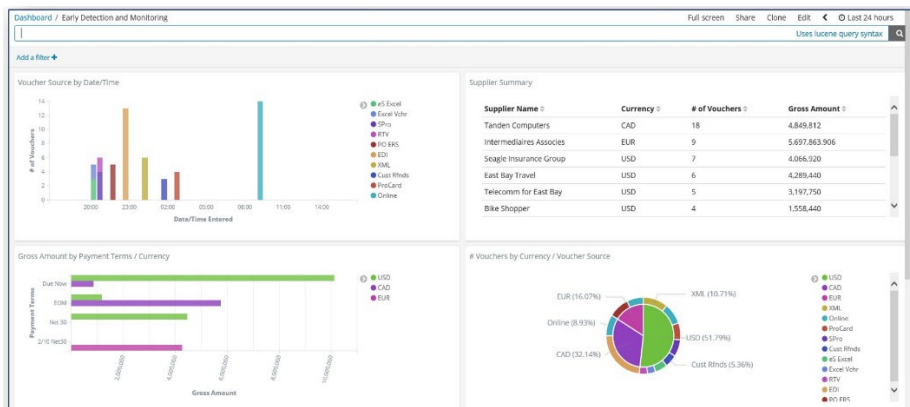 Dashboard / Early Detection and Monitoring
Full screen Share Clone Edit Last 24 hours
Uses lucene query syntax
Add a filter
Voucher Source by Date/Time
# of Vouchers
14
12
10
8
6
4
2
0
20:00 23:00 02:00 05:00 08:00 11:00 14:00
Date/Time Entered
eS Excel
Excel Vchr
SPro
RTV
PO ERS
EDI
XML
Cust Rfnds
ProCard
Online
Supplier Summary
Supplier Name Currency # of Vouchers Gross Amount
Tanden Computers CAD 18 4,849,812
Intermediaires Associes EUR 9 5.697,863.906
Seagle Insurance Group USD 7 4,066,920
East Bay Travel USD 6 4,289,440
Telecomm for East Bay USD 5 3,197,750
Bike Shopper USD 4 1,558,440
Gross Amount by Payment Terms / Currency
Payment Terms
Due Now
EOM
Net 30
2/10 Net30
2,000,000 4,000,000 6,000,000 8,000,000 10,000,000
Gross Amount
USD
CAD
EUR
# Vouchers by Currency / Voucher Source
EUR (16.07%)
XML (10.71%)
Online (8.93%)
USD (51.79%)
CAD (32.14%)
Cust Rfnds (5.36%)
USD
CAD
EUR
XML
Online
ProCard
SPro
Cust Rfnds
eS Excel
Excel Vchr
RTV
EDI
PO ERS